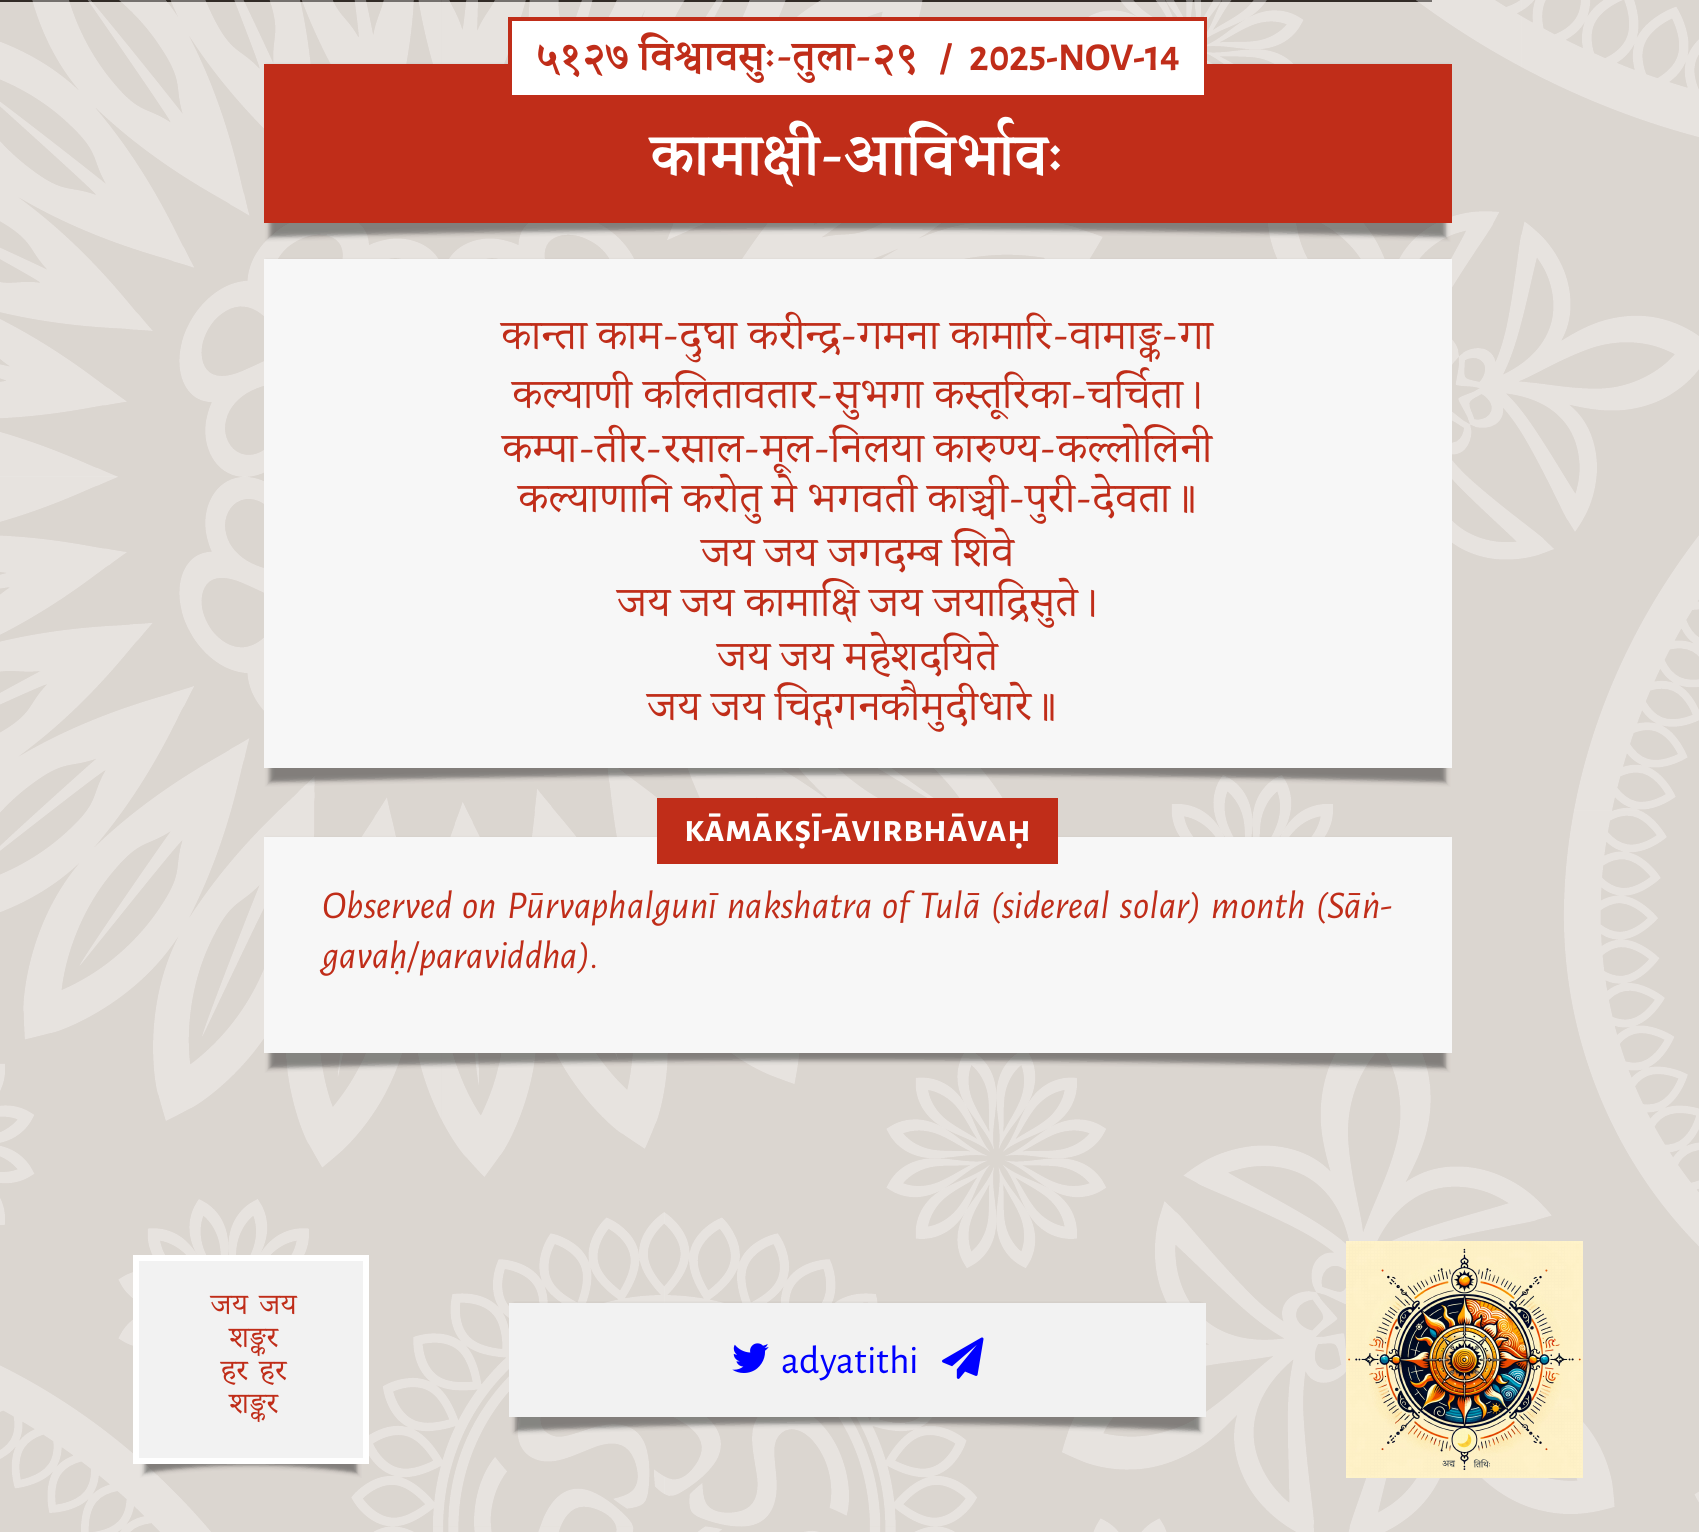 ५१२७ विश्वावसुः-तुला-२९ / 2025-NOV-14
कामाक्षी-आविर्भावः
कान्ता काम-दुघा करीन्द्र-गमना कामारि-वामाङ्क-गा
कल्याणी कलितावतार-सुभगा कस्तूरिका-चर्चिता।
कम्पा-तीर-रसाल-मूल-निलया कारुण्य-कल्लोलिनी
कल्याणानि करोतु मे भगवती काञ्ची-पुरी-देवता॥
जय जय जगदम्ब शिवे
जय जय कामाक्षि जय जयाद्रिसुते।
जय जय महेशदयिते
जय जय चिद्गगनकौमुदीधारे॥
KĀMĀKṢĪ-ĀVIRBHĀVAḤ
Observed on Pūrvaphalgunī nakshatra of Tulā (sidereal solar) month (Sāṅ-
gavaḥ/paraviddha).
जय जय
शङ्कर
हर हर
शङ्कर
adyatithi
अद्य तिथिः